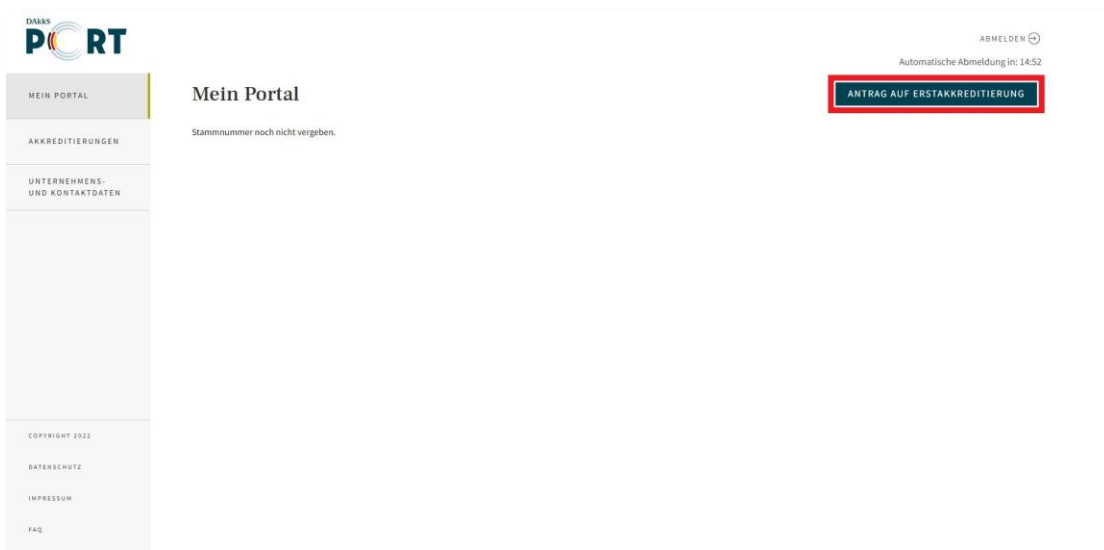 DAkkS
PORT
ABMELDEN
Automatische Abmeldung in: 14:52
MEIN PORTAL
Mein Portal
ANTRAG AUF ERSTAKKREDITIERUNG
Stammnummer noch nicht vergeben.
AKKREDITIERUNGEN
UNTERNEHMENS-
UND KONTAKTDATEN
COPYRIGHT 2022
DATENSCHUTZ
IMPRESSUM
FAQ